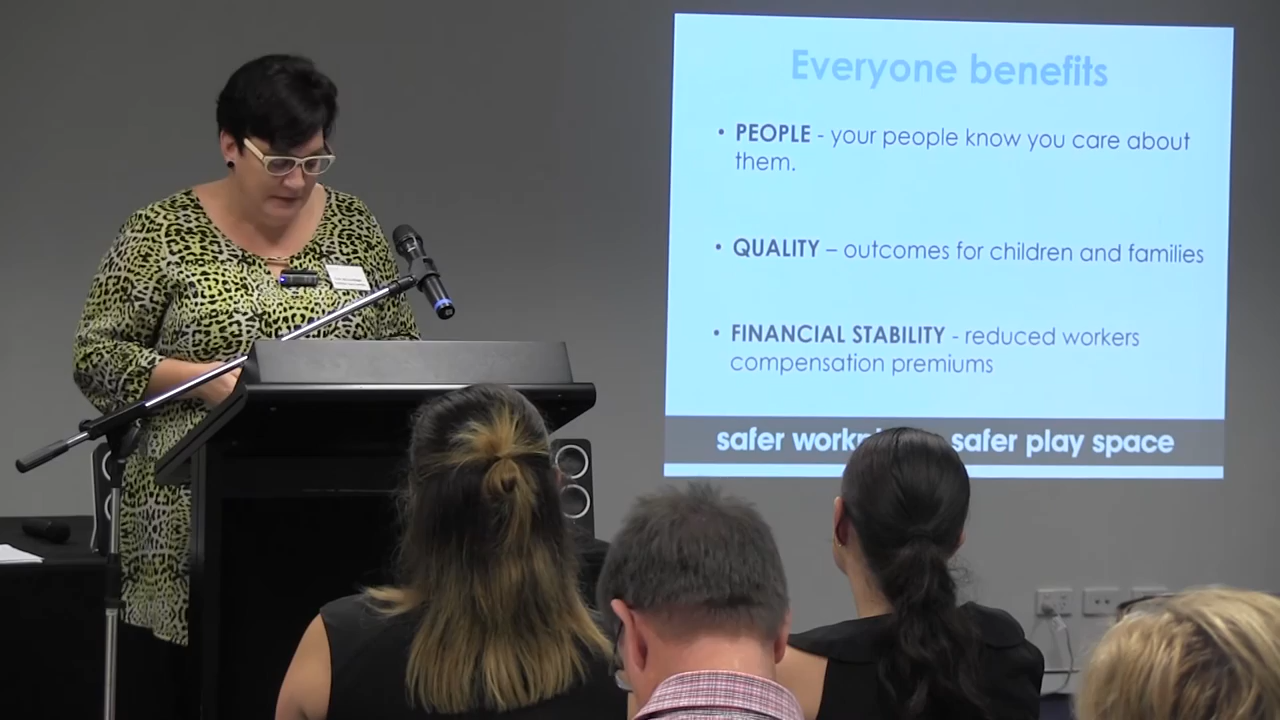 Everyone benefits
• PEOPLE - your people know you care about
them.
• QUALITY – outcomes for children and families
• FINANCIAL STABILITY - reduced workers
compensation premiums
safer safer play space